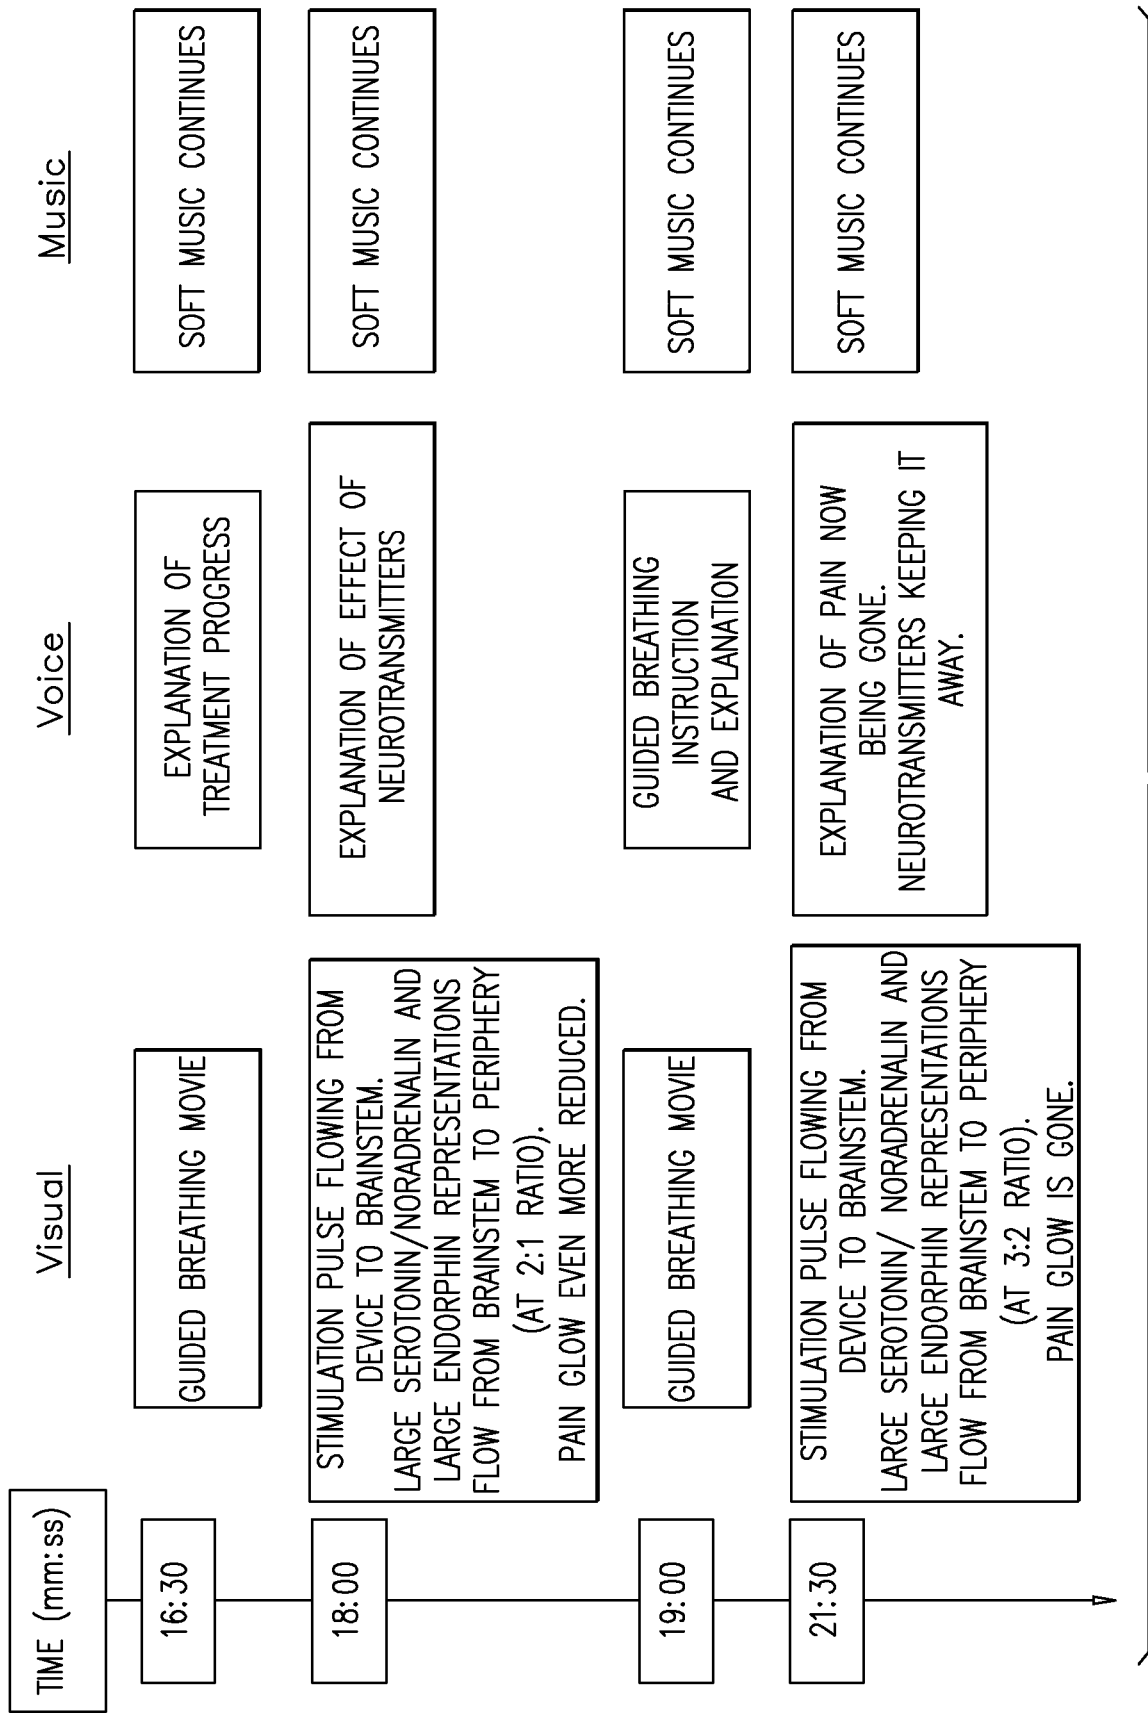 TIME (mm:ss)
Visual
Voice
Music
16:30
GUIDED BREATHING MOVIE
EXPLANATION OF
TREATMENT PROGRESS
SOFT MUSIC CONTINUES
18:00
STIMULATION PULSE FLOWING FROM
DEVICE TO BRAINSTEM.
LARGE SEROTONIN/NORADRENALIN AND
LARGE ENDORPHIN REPRESENTATIONS
FLOW FROM BRAINSTEM TO PERIPHERY
(AT 2:1 RATIO).
PAIN GLOW EVEN MORE REDUCED.
EXPLANATION OF EFFECT OF
NEUROTRANSMITTERS
SOFT MUSIC CONTINUES
19:00
GUIDED BREATHING MOVIE
GUIDED BREATHING
INSTRUCTION
AND EXPLANATION
SOFT MUSIC CONTINUES
21:30
STIMULATION PULSE FLOWING FROM
DEVICE TO BRAINSTEM.
LARGE SEROTONIN/ NORADRENALIN AND
LARGE ENDORPHIN REPRESENTATIONS
FLOW FROM BRAINSTEM TO PERIPHERY
(AT 3:2 RATIO).
PAIN GLOW IS GONE.
EXPLANATION OF PAIN NOW
BEING GONE.
NEUROTRANSMITTERS KEEPING IT
AWAY.
SOFT MUSIC CONTINUES